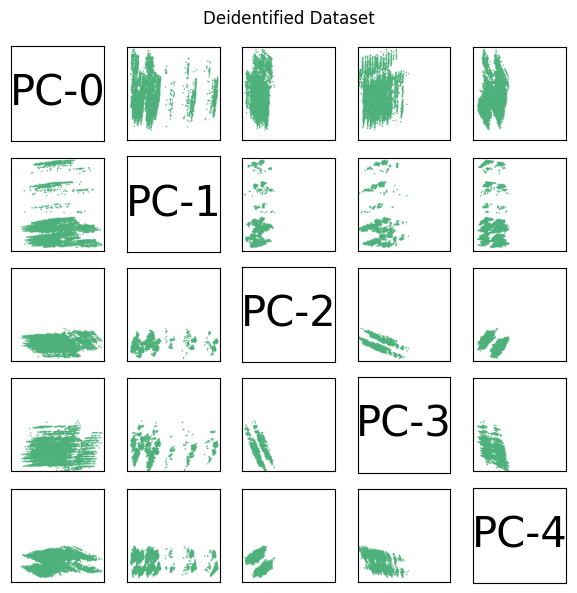 Deidentified Dataset
PC-0
PC-1
PC-2
PC-3
PC-4